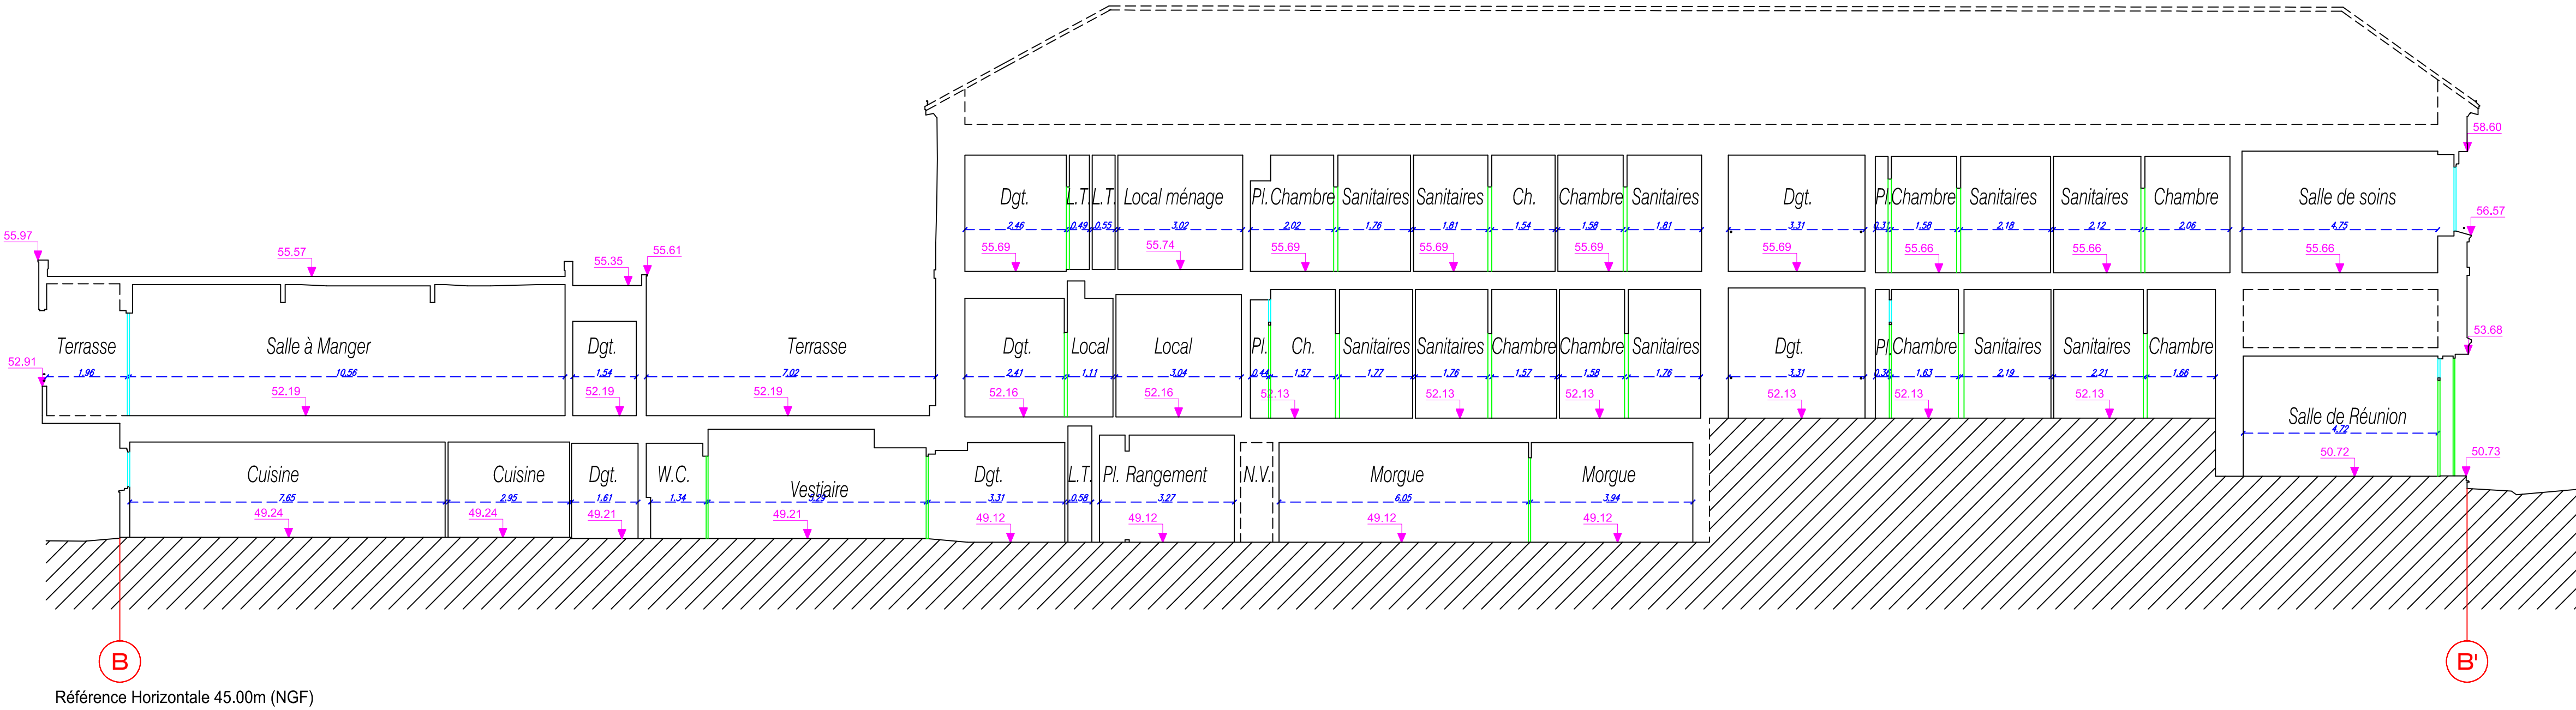 58.60
Dgt. L.T. L.T. Local ménage Pl. Chambre Sanitaires Sanitaires Ch. Chambre Sanitaires Dgt. Pl. Chambre Sanitaires Sanitaires Chambre Salle de soins
2,46 0,49 0,55 3,02 2,02 1,76 1,81 1,54 1,58 1,81 3,31 0,31 1,58 2,18 2,12 2,06 4,75
56.57
55.97 55.57 55.35 55.61 55.69 55.74 55.69 55.69 55.69 55.69 55.66 55.66 55.66
Terrasse Salle à Manger Dgt. Terrasse Dgt. Local Local Pl. Ch. Sanitaires Sanitaires Chambre Chambre Sanitaires Dgt. Pl. Chambre Sanitaires Sanitaires Chambre
53.68
52.91
1,96 10,56 1,54 7,02 2,41 1,11 3,04 0,44 1,57 1,77 1,76 1,57 1,58 1,76 3,31 0,36 1,63 2,19 2,21 1,66
52.19 52.19 52.19 52.16 52.16 52.13 52.13 52.13 52.13 52.13 52.13
Salle de Réunion
4,72
50.72 50.73
Cuisine Cuisine Dgt. W.C. Vestiaire Dgt. L.T. Pl. Rangement N.V. Morgue Morgue
7,65 2,95 1,61 1,34 5,29 3,31 0,58 3,27 6,05 3,94
49.24 49.24 49.21 49.21 49.12 49.12 49.12 49.12
B B'
Référence Horizontale 45.00m (NGF)